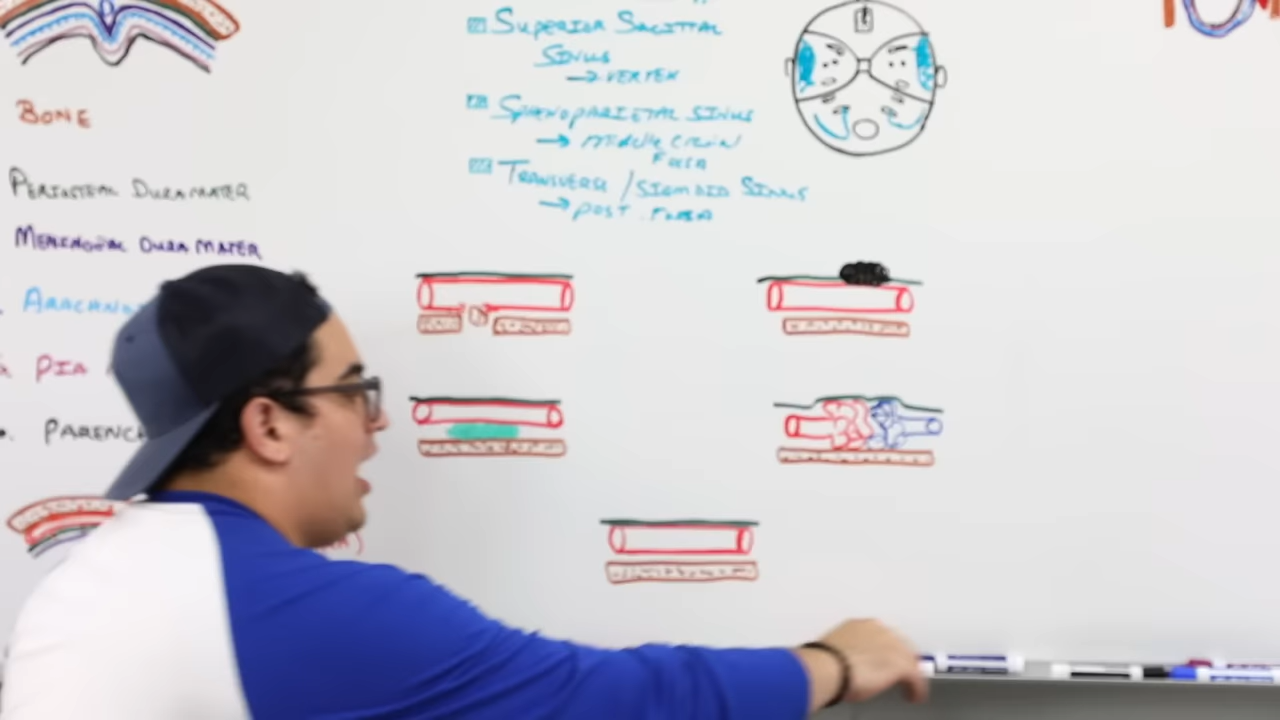 Superior Sagittal
Sinus
→ Vertex
Sphenoparietal Sinus
→ Middle Crain
Fossa
Transverse / Sigmoid Sinus
→ Post. Fossa
Bone
Periosteal Dura Mater
Meningeal Dura Mater
Arachno
Pia
Parench